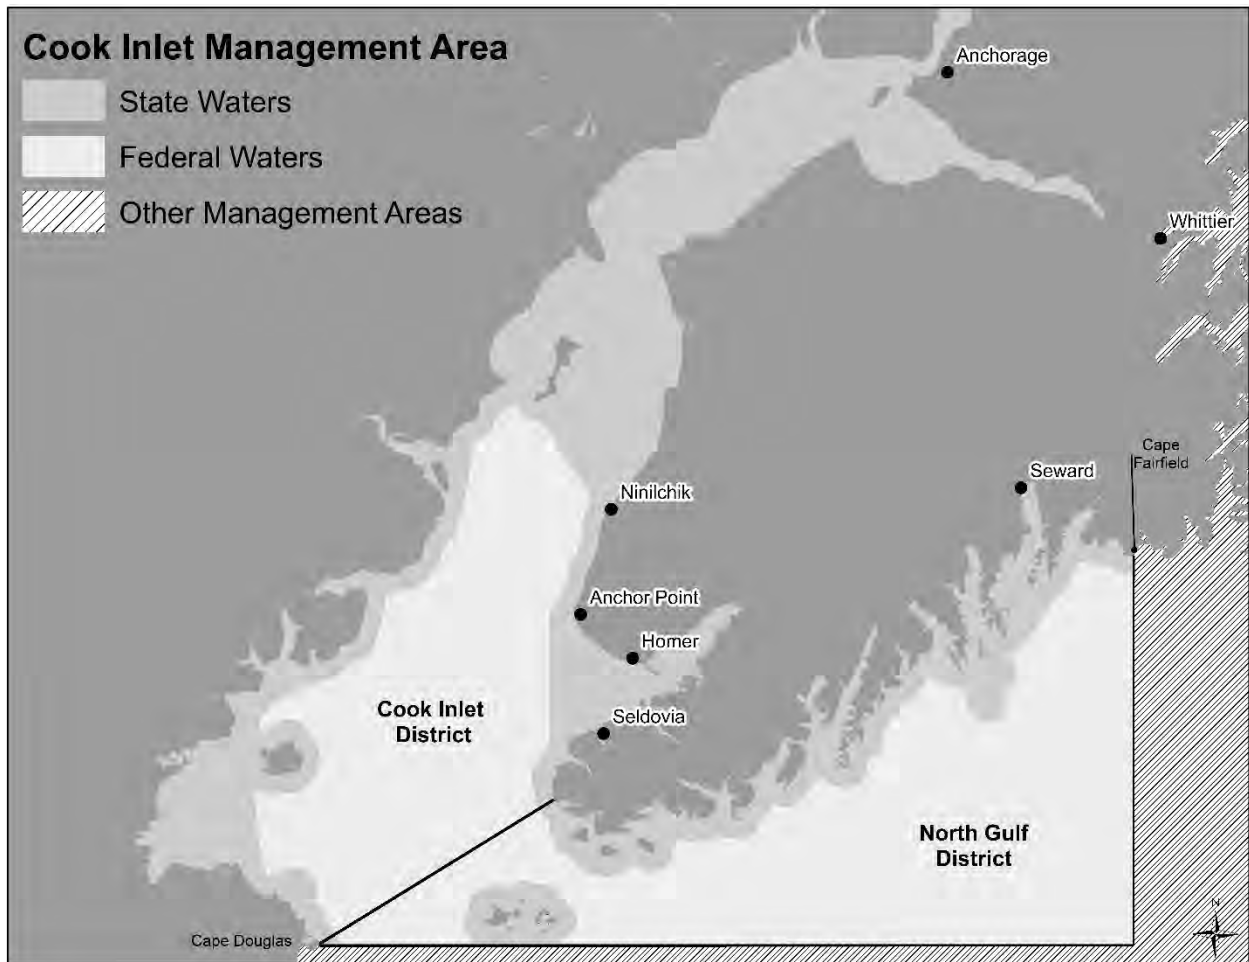 Cook Inlet Management Area
State Waters
Federal Waters
Other Management Areas
Anchorage
Whittier
Cape
Fairfield
Seward
Ninilchik
Anchor Point
Homer
Seldovia
Cook Inlet
District
North Gulf
District
Cape Douglas
N